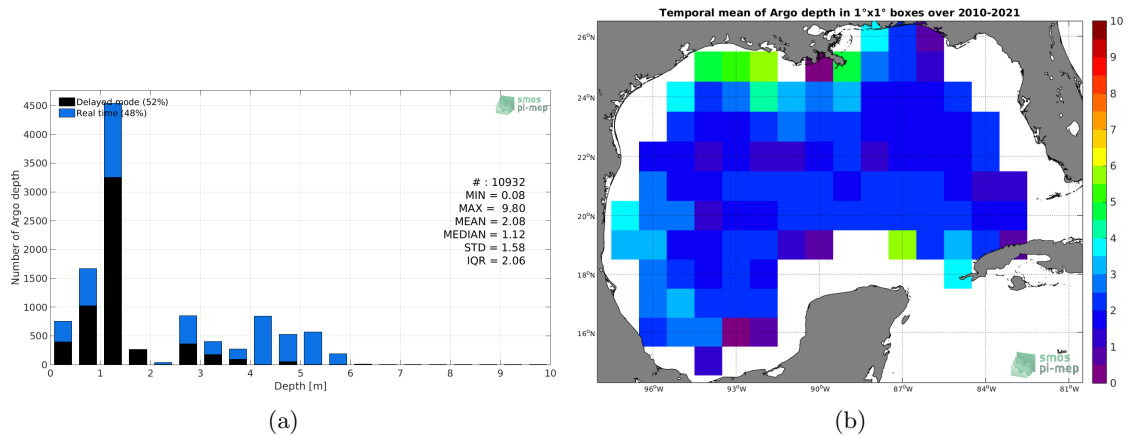 Delayed mode (52%)
Real time (48%)
smos
pi-mep
Number of Argo depth
4750
4500
4000
3500
3000
2500
2000
1500
1000
500
0
# : 10932
MIN = 0.08
MAX = 9.80
MEAN = 2.08
MEDIAN = 1.12
STD = 1.58
IQR = 2.06
0 1 2 3 4 5 6 7 8 9 10
Depth [m]
(a)
Temporal mean of Argo depth in 1°x1° boxes over 2010-2021
26°N
24°N
22°N
20°N
18°N
16°N
96°W 93°W 90°W 87°W 84°W 81°W
10
9
8
7
6
5
4
3
2
1
0
smos
pi-mep
(b)